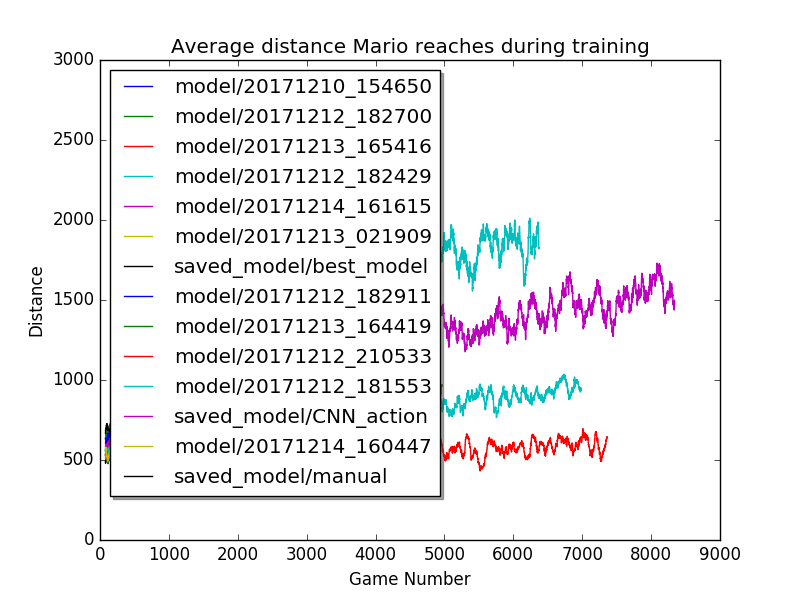 Average distance Mario reaches during training
3000
2500
2000
1500
1000
500
0
Distance
model/20171210_154650
model/20171212_182700
model/20171213_165416
model/20171212_182429
model/20171214_161615
model/20171213_021909
saved_model/best_model
model/20171212_182911
model/20171213_164419
model/20171212_210533
model/20171212_181553
saved_model/CNN_action
model/20171214_160447
saved_model/manual
0 1000 2000 3000 4000 5000 6000 7000 8000 9000
Game Number